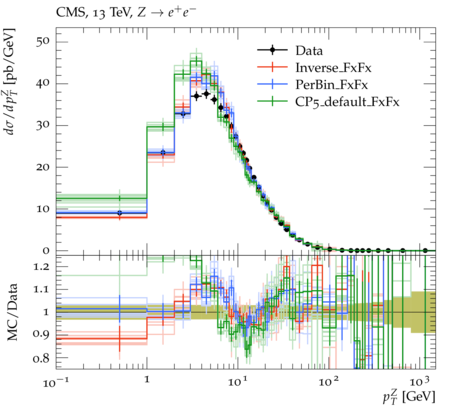 CMS, 13 TeV, Z → e⁺e⁻
dσ/dp_T^Z [pb/GeV]
50
40
30
20
10
0
Data
Inverse_FxFx
PerBin_FxFx
CP5_default_FxFx
MC/Data
1.2
1.1
1
0.9
0.8
10⁻¹
1
10¹
10²
10³
p_T^Z [GeV]